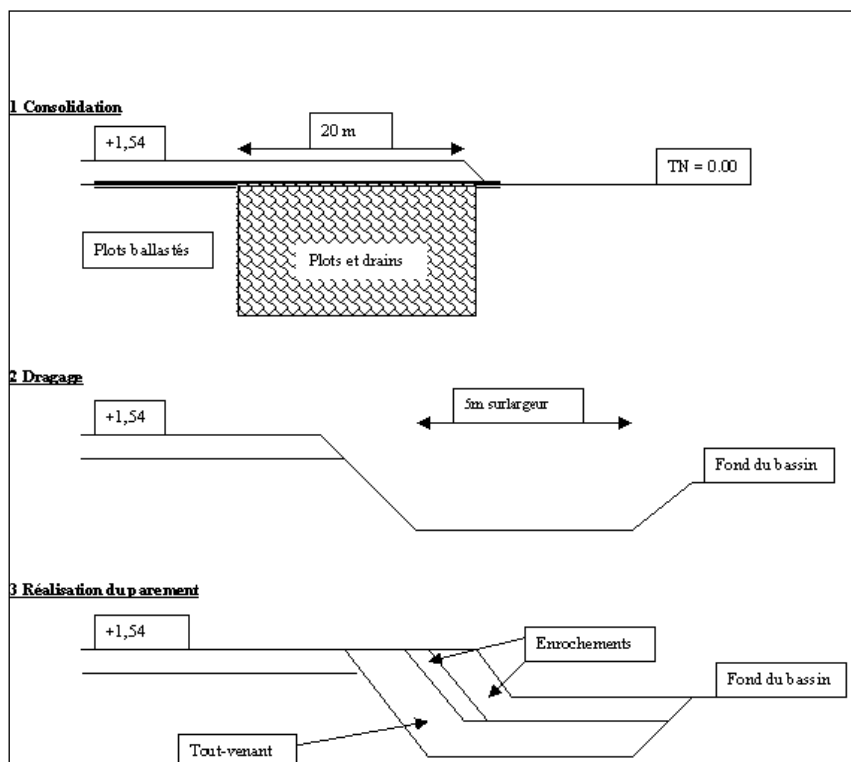 1 Consolidation
20 m
+1,54
TN = 0.00
Plots ballastés
Plots et drains
2 Dragage
+1,54
5m surlargeur
Fond du bassin
3 Réalisation du parement
+1,54
Enrochements
Fond du bassin
Tout-venant